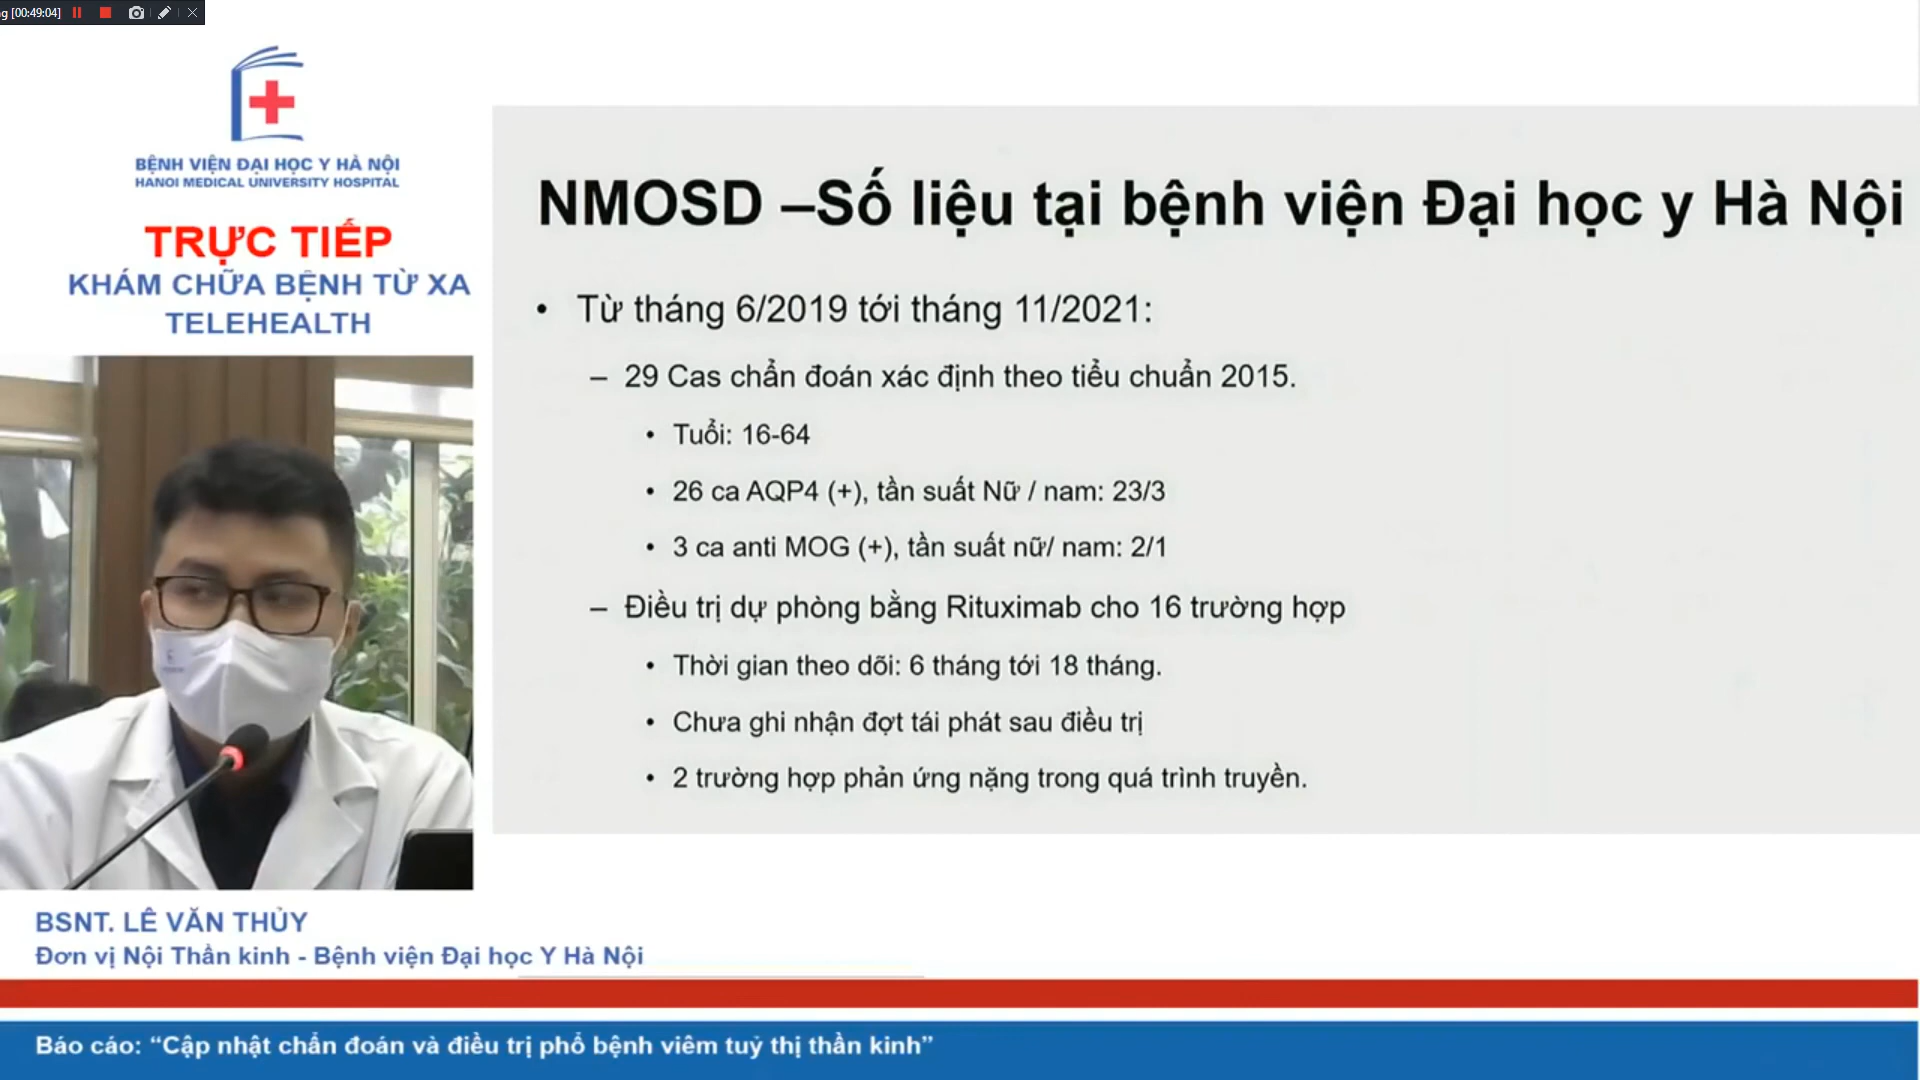 g [00:49:04]
BỆNH VIỆN ĐẠI HỌC Y HÀ NỘI
HANOI MEDICAL UNIVERSITY HOSPITAL
TRỰC TIẾP
KHÁM CHỮA BỆNH TỪ XA
TELEHEALTH
NMOSD –Số liệu tại bệnh viện Đại học y Hà Nội
• Từ tháng 6/2019 tới tháng 11/2021:
– 29 Cas chẩn đoán xác định theo tiểu chuẩn 2015.
• Tuổi: 16-64
• 26 ca AQP4 (+), tần suất Nữ / nam: 23/3
• 3 ca anti MOG (+), tần suất nữ/ nam: 2/1
– Điều trị dự phòng bằng Rituximab cho 16 trường hợp
• Thời gian theo dõi: 6 tháng tới 18 tháng.
• Chưa ghi nhận đợt tái phát sau điều trị
• 2 trường hợp phản ứng nặng trong quá trình truyền.
BSNT. LÊ VĂN THỦY
Đơn vị Nội Thần kinh - Bệnh viện Đại học Y Hà Nội
Báo cáo: “Cập nhật chẩn đoán và điều trị phổ bệnh viêm tuỷ thị thần kinh”